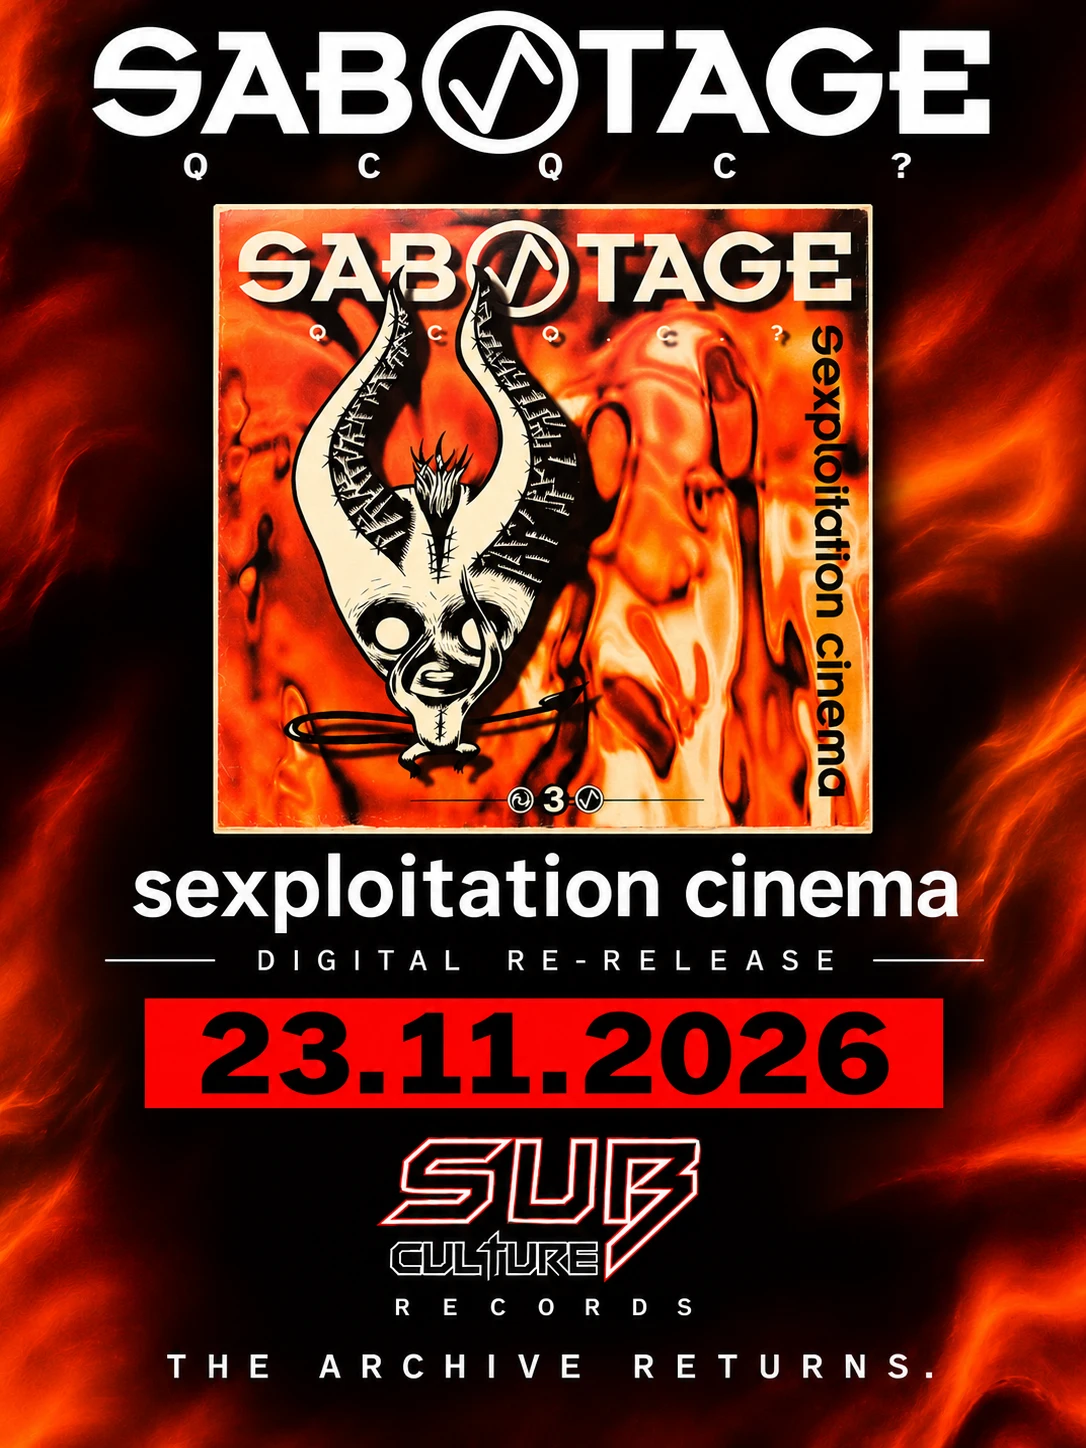 SABOTAGE
Q C Q C ?
SABOTAGE
Q . C . Q . C . ?
sexploitation cinema
3
sexploitation cinema
DIGITAL RE-RELEASE
23.11.2026
SUB
CULTURE
RECORDS
THE ARCHIVE RETURNS.